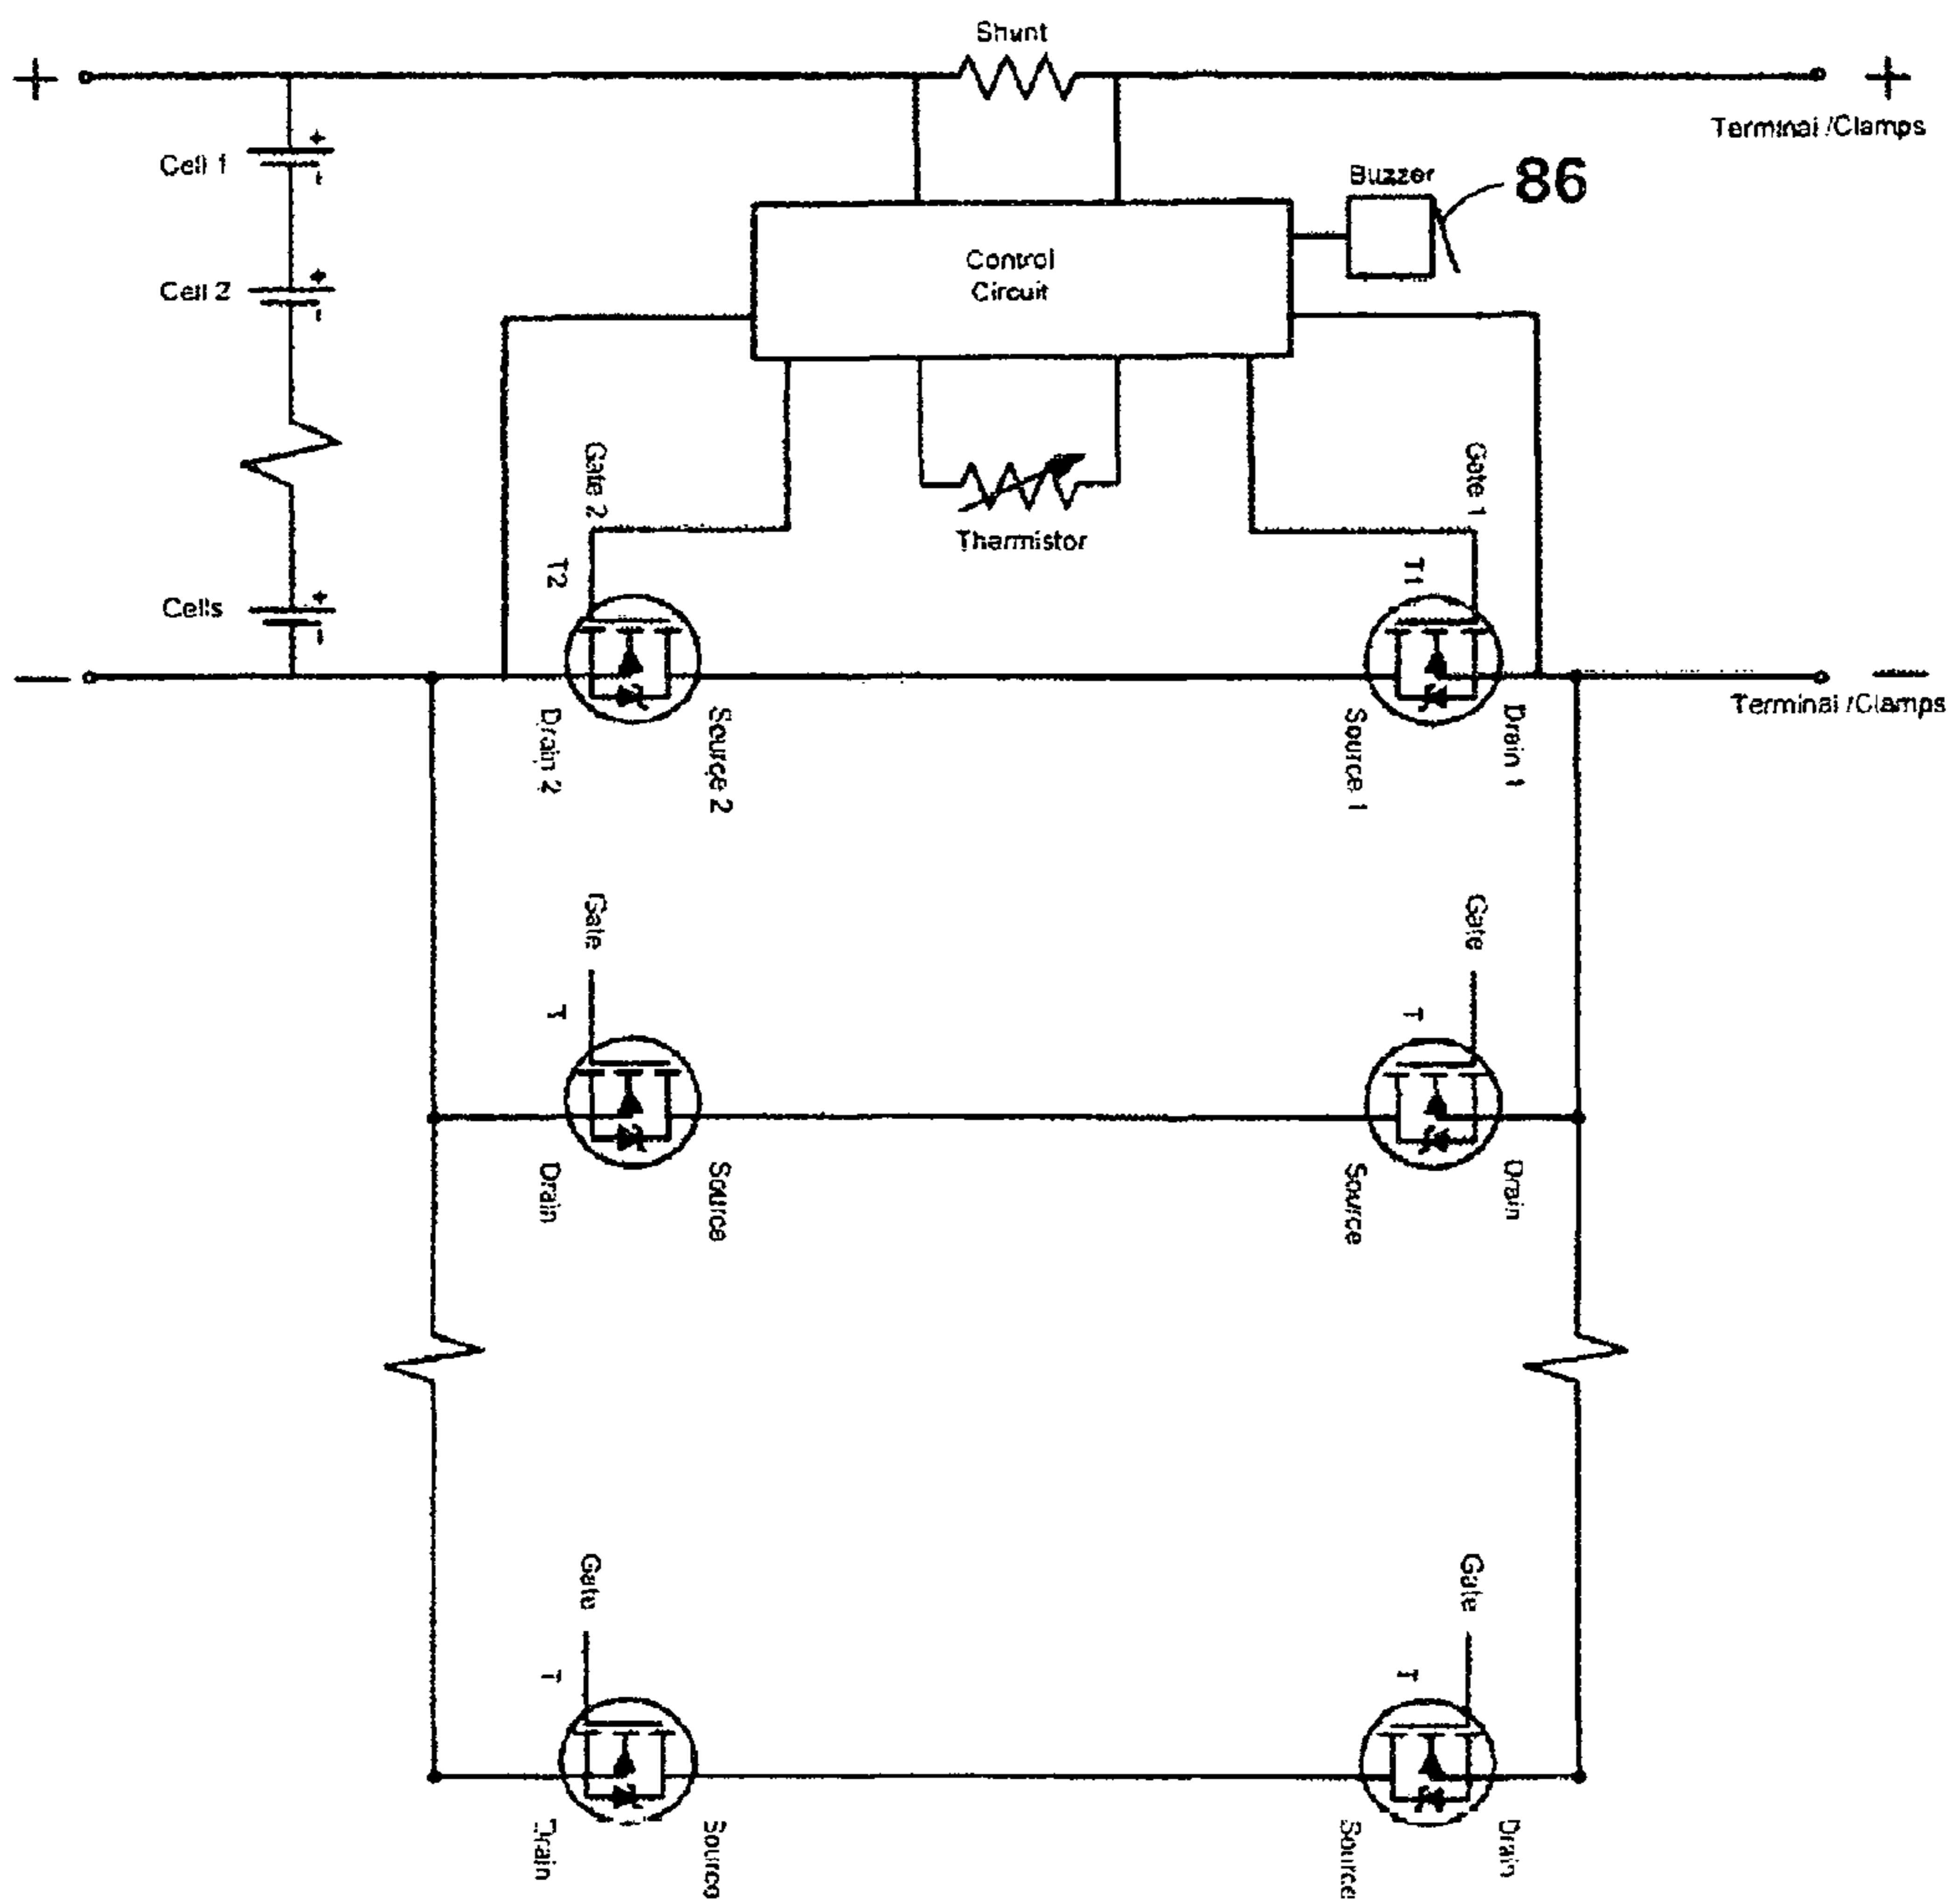 Shunt
+
+
Terminal /Clamps
Cell 1
+
-
Buzzer
86
Control
Circuit
Cell 2
+
-
Gate 2
Gate 1
Thermistor
T2
T1
Cells
+
-
—
—
Terminal /Clamps
Drain 2
Source 2
Source 1
Drain 1
Gate
Gate
T
T
Drain
Source
Source
Drain
Gate
Gate
T
T
Drain
Source
Source
Drain